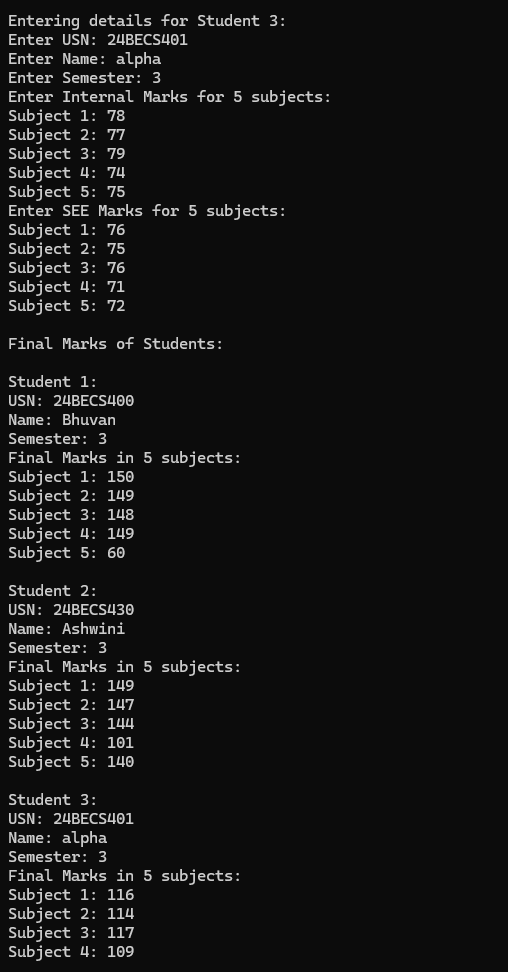 Entering details for Student 3:
Enter USN: 24BECS401
Enter Name: alpha
Enter Semester: 3
Enter Internal Marks for 5 subjects:
Subject 1: 78
Subject 2: 77
Subject 3: 79
Subject 4: 74
Subject 5: 75
Enter SEE Marks for 5 subjects:
Subject 1: 76
Subject 2: 75
Subject 3: 76
Subject 4: 71
Subject 5: 72
Final Marks of Students:
Student 1:
USN: 24BECS400
Name: Bhuvan
Semester: 3
Final Marks in 5 subjects:
Subject 1: 150
Subject 2: 149
Subject 3: 148
Subject 4: 149
Subject 5: 60
Student 2:
USN: 24BECS430
Name: Ashwini
Semester: 3
Final Marks in 5 subjects:
Subject 1: 149
Subject 2: 147
Subject 3: 144
Subject 4: 101
Subject 5: 140
Student 3:
USN: 24BECS401
Name: alpha
Semester: 3
Final Marks in 5 subjects:
Subject 1: 116
Subject 2: 114
Subject 3: 117
Subject 4: 109